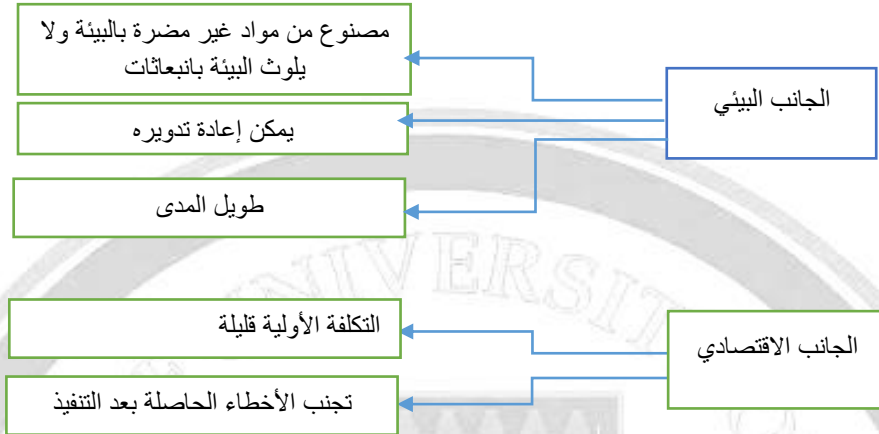 الجانب البيئي
مصنوع من مواد غير مضرة بالبيئة ولا
يلوث البيئة بانبعاثات
يمكن إعادة تدويره
طويل المدى
الجانب الاقتصادي
التكلفة الأولية قليلة
تجنب الأخطاء الحاصلة بعد التنفيذ
UNIVERSIT